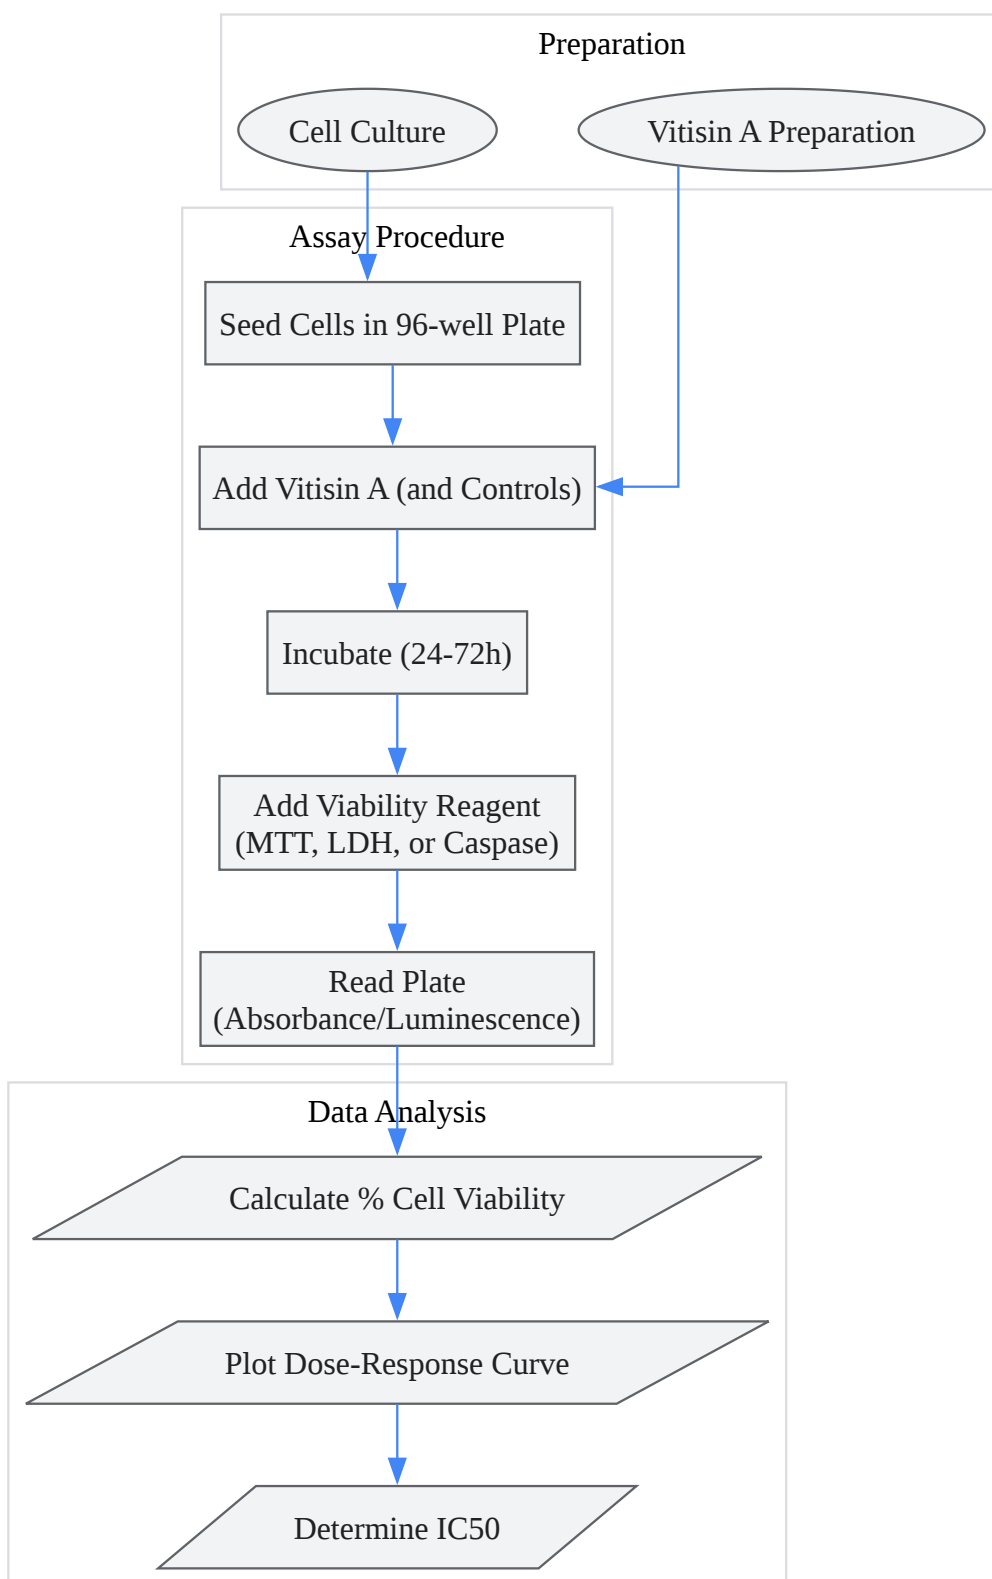 Preparation
Cell Culture
Vitisin A Preparation
Assay Procedure
Seed Cells in 96-well Plate
Add Vitisin A (and Controls)
Incubate (24-72h)
Add Viability Reagent
(MTT, LDH, or Caspase)
Read Plate
(Absorbance/Luminescence)
Data Analysis
Calculate % Cell Viability
Plot Dose-Response Curve
Determine IC50